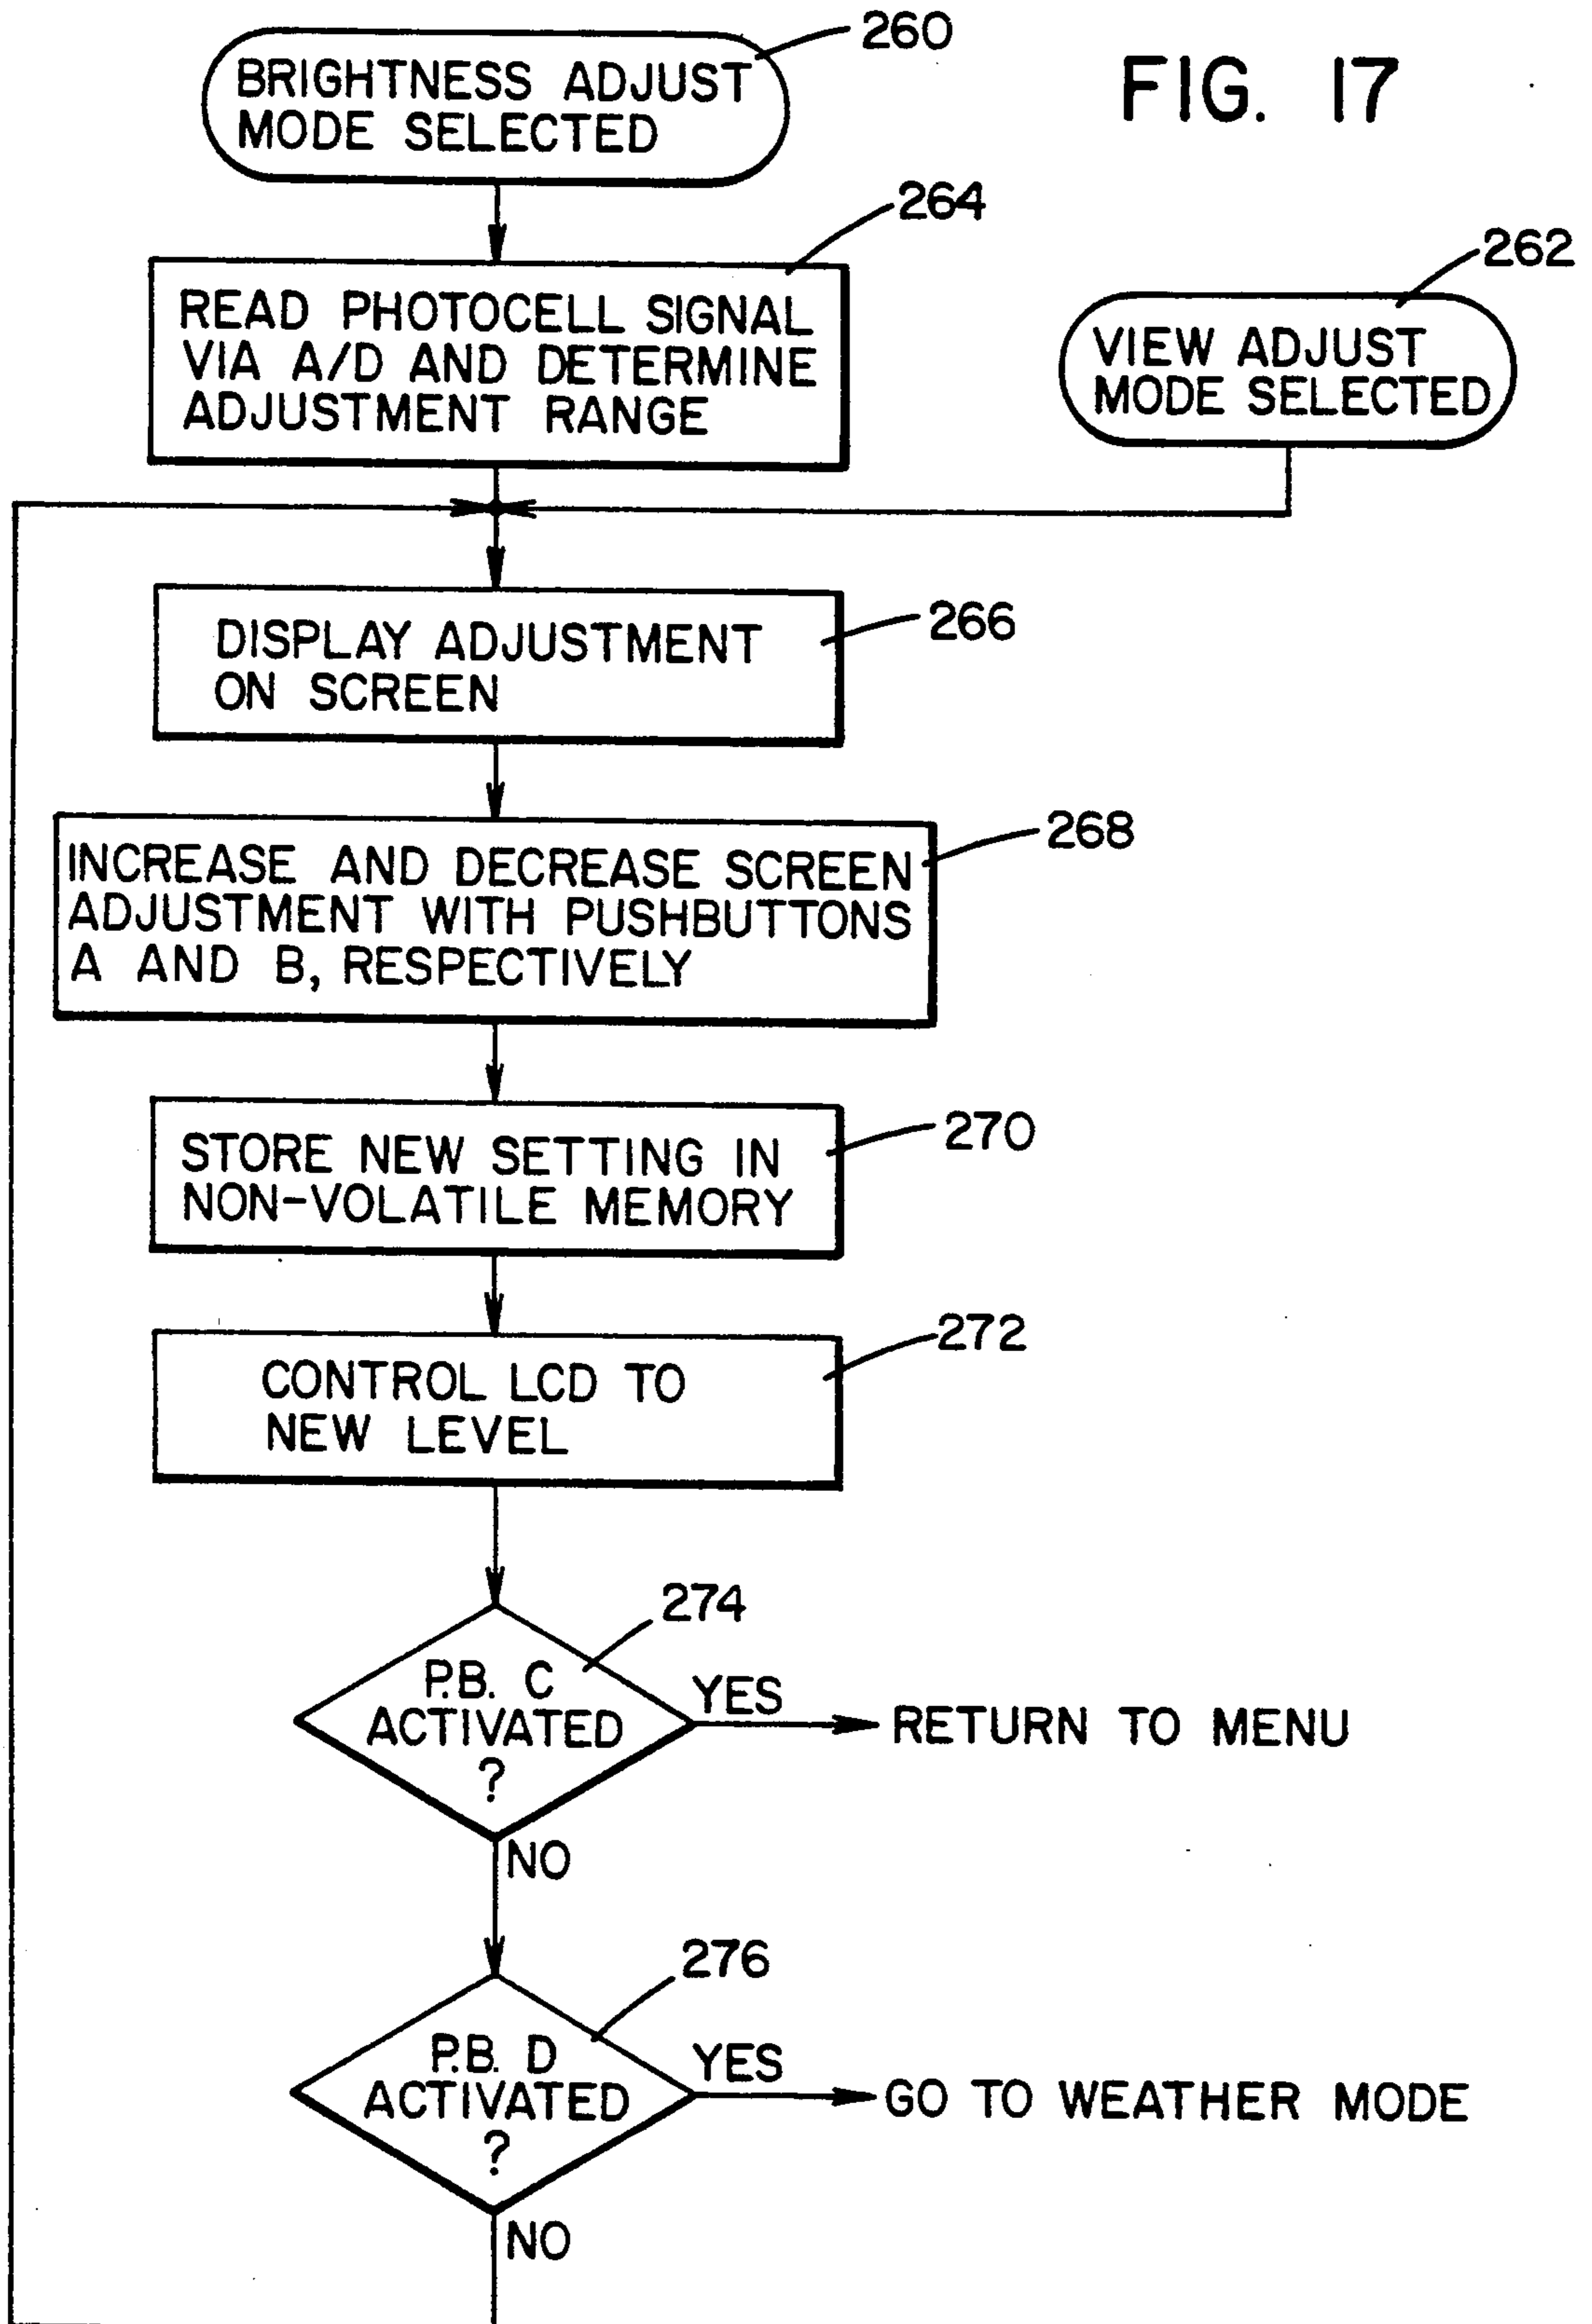 260
FIG. 17
BRIGHTNESS ADJUST
MODE SELECTED
264
262
READ PHOTOCELL SIGNAL
VIA A/D AND DETERMINE
ADJUSTMENT RANGE
VIEW ADJUST
MODE SELECTED
266
DISPLAY ADJUSTMENT
ON SCREEN
268
INCREASE AND DECREASE SCREEN
ADJUSTMENT WITH PUSHBUTTONS
A AND B, RESPECTIVELY
270
STORE NEW SETTING IN
NON-VOLATILE MEMORY
272
CONTROL LCD TO
NEW LEVEL
274
P.B. C
ACTIVATED
?
YES
RETURN TO MENU
NO
276
P.B. D
ACTIVATED
?
YES
GO TO WEATHER MODE
NO